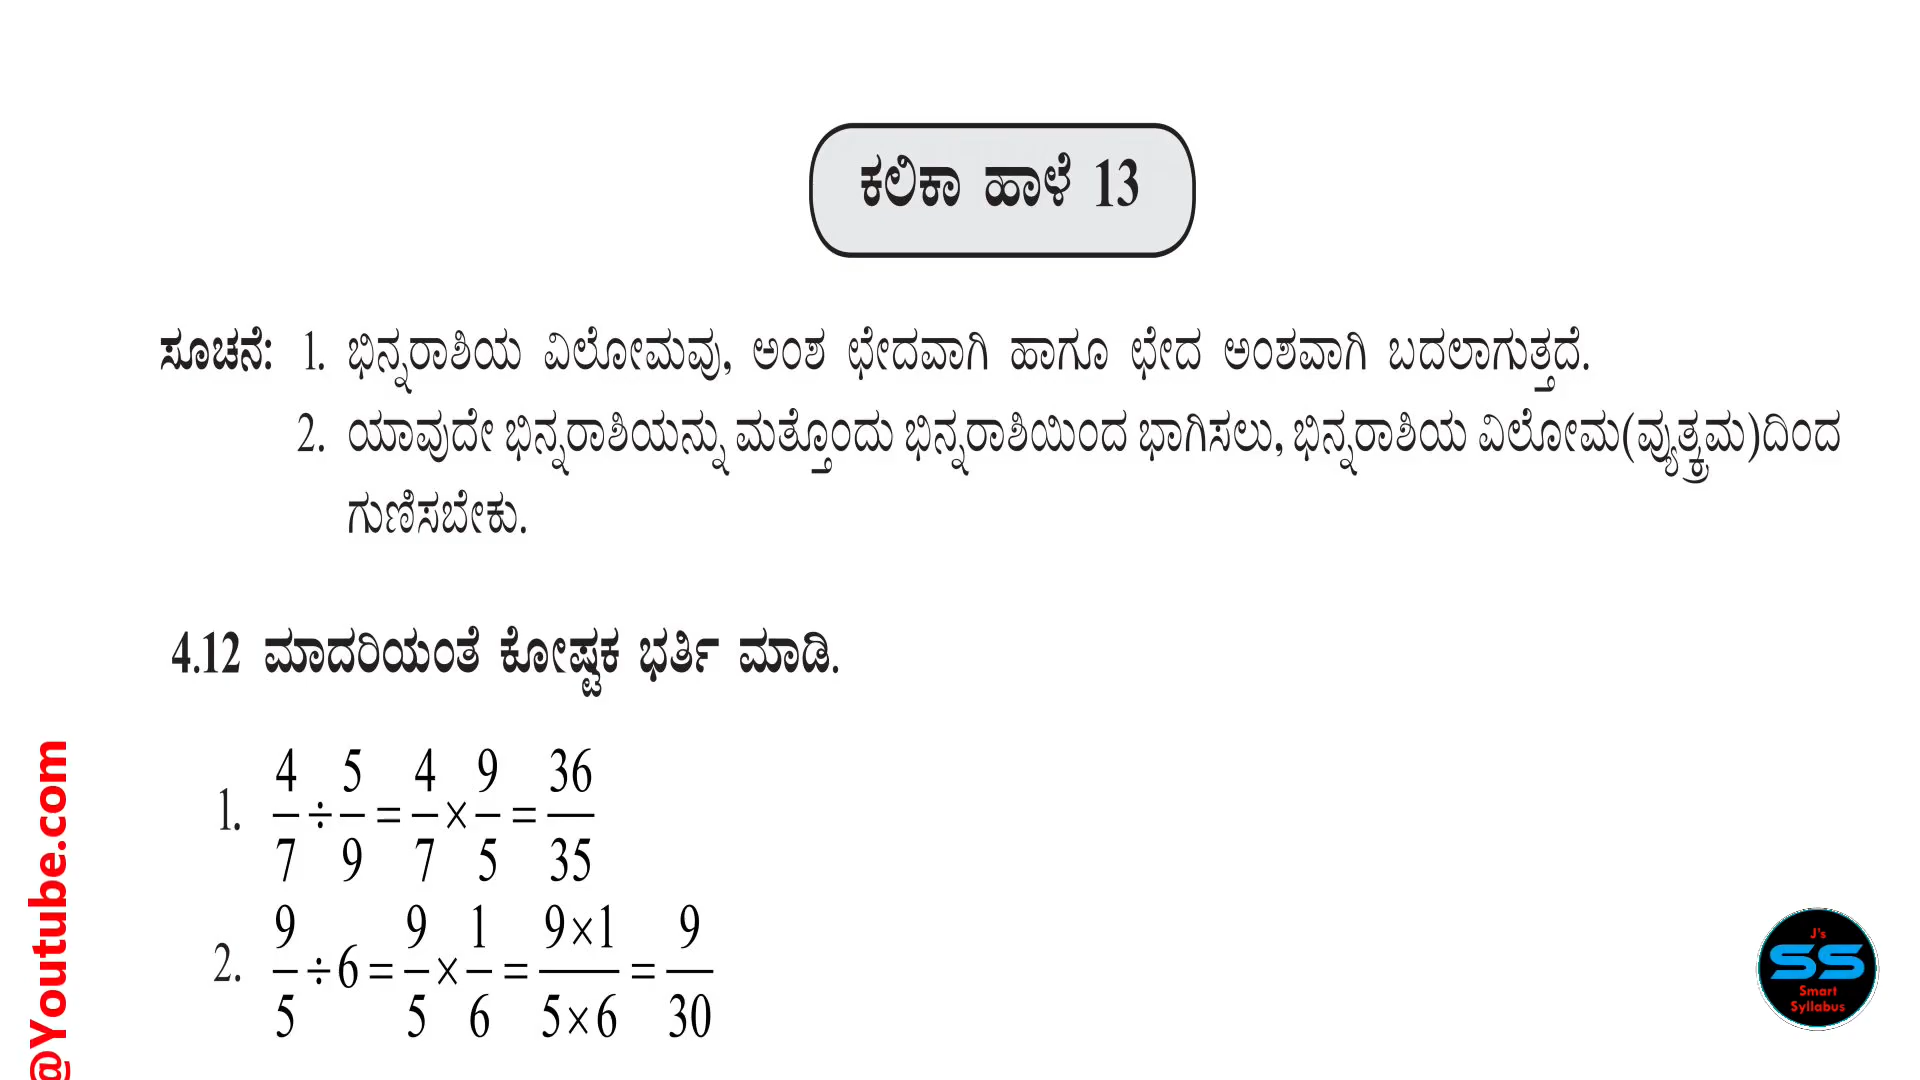 ಕಲಿಕಾ ಹಾಳೆ 13
ಸೂಚನೆ: 1. ಭಿನ್ನರಾಶಿಯ ವಿಲೋಮವು, ಅಂಶ ಛೇದವಾಗಿ ಹಾಗೂ ಛೇದ ಅಂಶವಾಗಿ ಬದಲಾಗುತ್ತದೆ.
2. ಯಾವುದೇ ಭಿನ್ನರಾಶಿಯನ್ನು ಮತ್ತೊಂದು ಭಿನ್ನರಾಶಿಯಿಂದ ಭಾಗಿಸಲು, ಭಿನ್ನರಾಶಿಯ ವಿಲೋಮ(ವ್ಯುತ್ಕ್ರಮ)ದಿಂದ
ಗುಣಿಸಬೇಕು.
4.12 ಮಾದರಿಯಂತೆ ಕೋಷ್ಟಕ ಭರ್ತಿ ಮಾಡಿ.
1. 4/7 ÷ 5/9 = 4/7 × 9/5 = 36/35
2. 9/5 ÷ 6 = 9/5 × 1/6 = 9×1/5×6 = 9/30
@Youtube.com
J's
SS
Smart
Syllabus